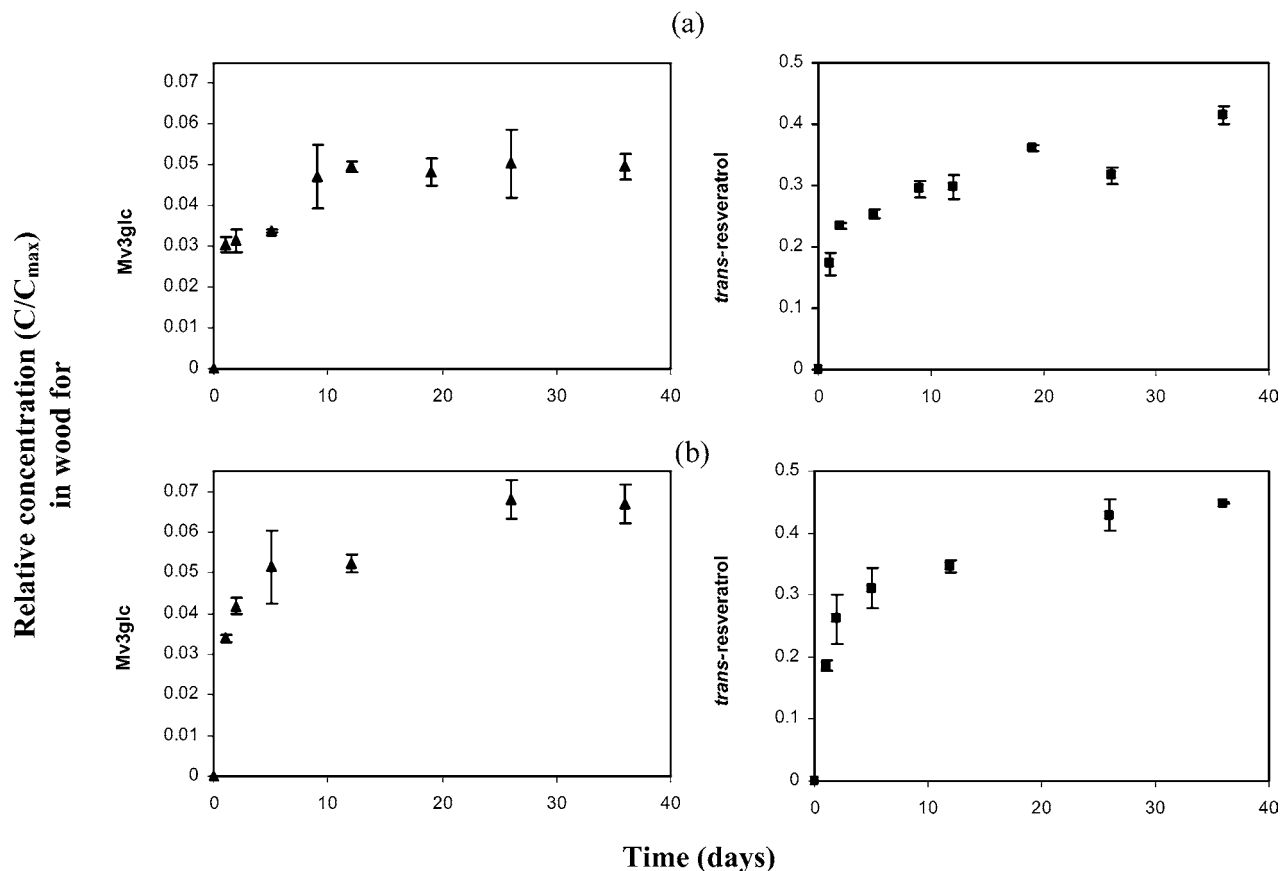 (a)
Relative concentration (C/Cmax)
in wood for
Mv3glc
0.07
0.06
0.05
0.04
0.03
0.02
0.01
0
0 10 20 30 40
trans-resveratrol
0.5
0.4
0.3
0.2
0.1
0
0 10 20 30 40
(b)
Mv3glc
0.07
0.06
0.05
0.04
0.03
0.02
0.01
0
0 10 20 30 40
trans-resveratrol
0.5
0.4
0.3
0.2
0.1
0
0 10 20 30 40
Time (days)